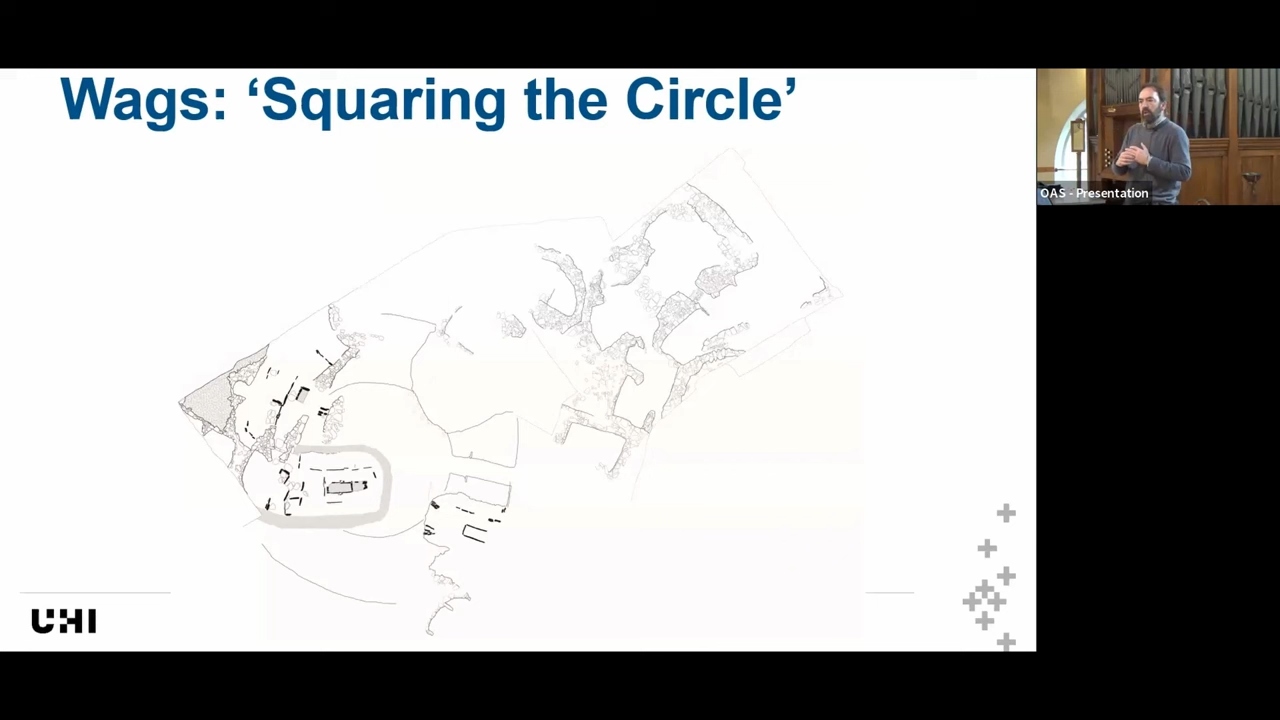 Wags: ‘Squaring the Circle’
OAS - Presentation
UHI